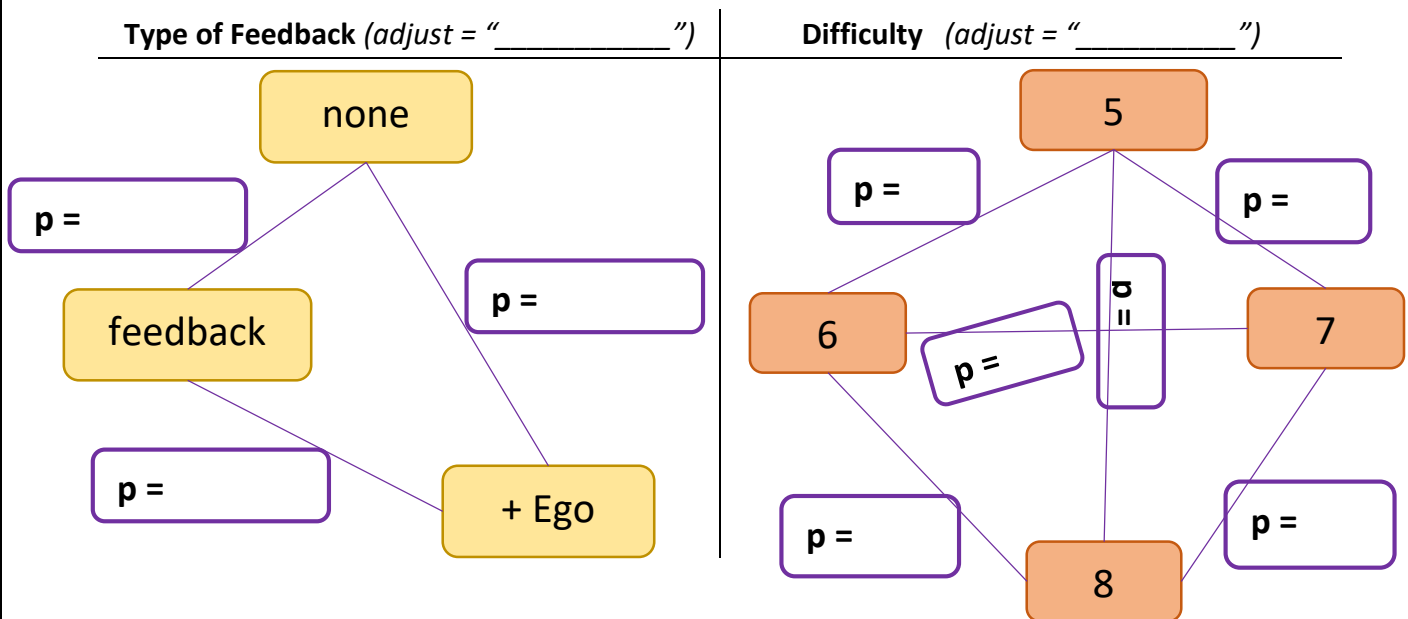 Type of Feedback (adjust = “___________”)
Difficulty (adjust = “__________”)
none
p =
p =
feedback
p =
+ Ego
5
p =
p =
p =
6
p =
7
p =
p =
8